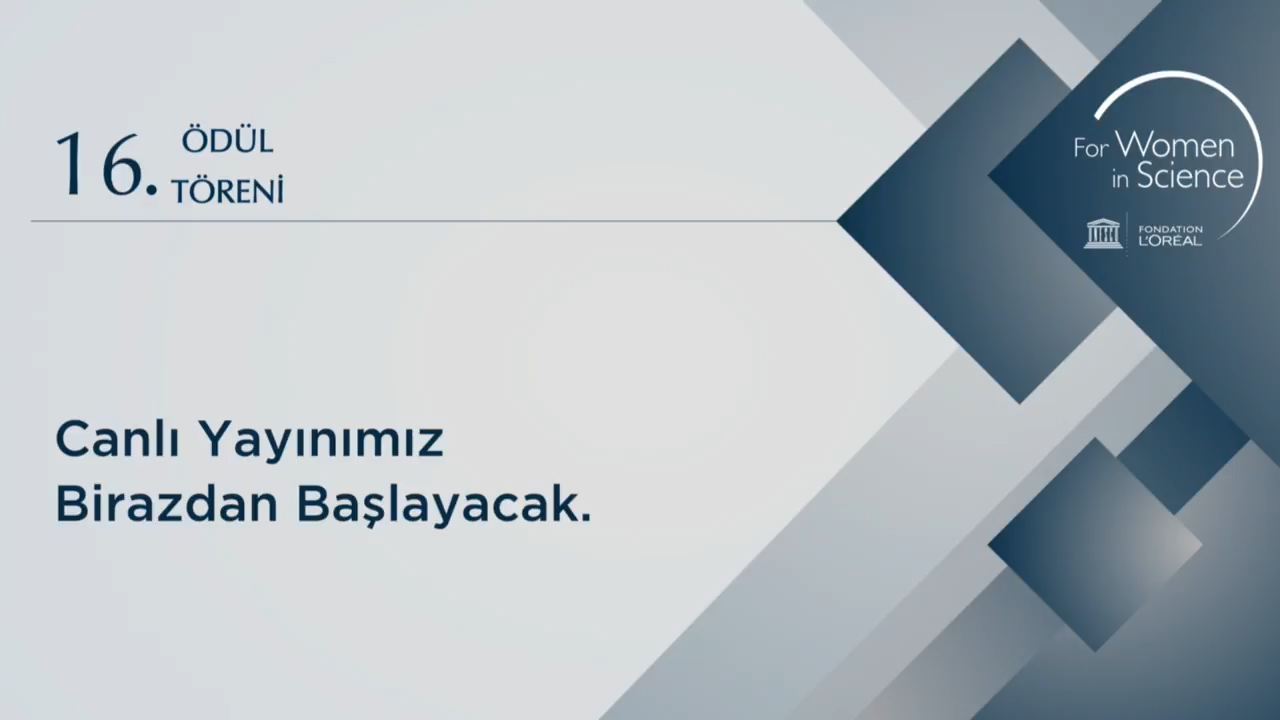 16. ÖDÜL
TÖRENİ
For Women
in Science
FONDATION
L'ORÉAL
Canlı Yayınımız
Birazdan Başlayacak.